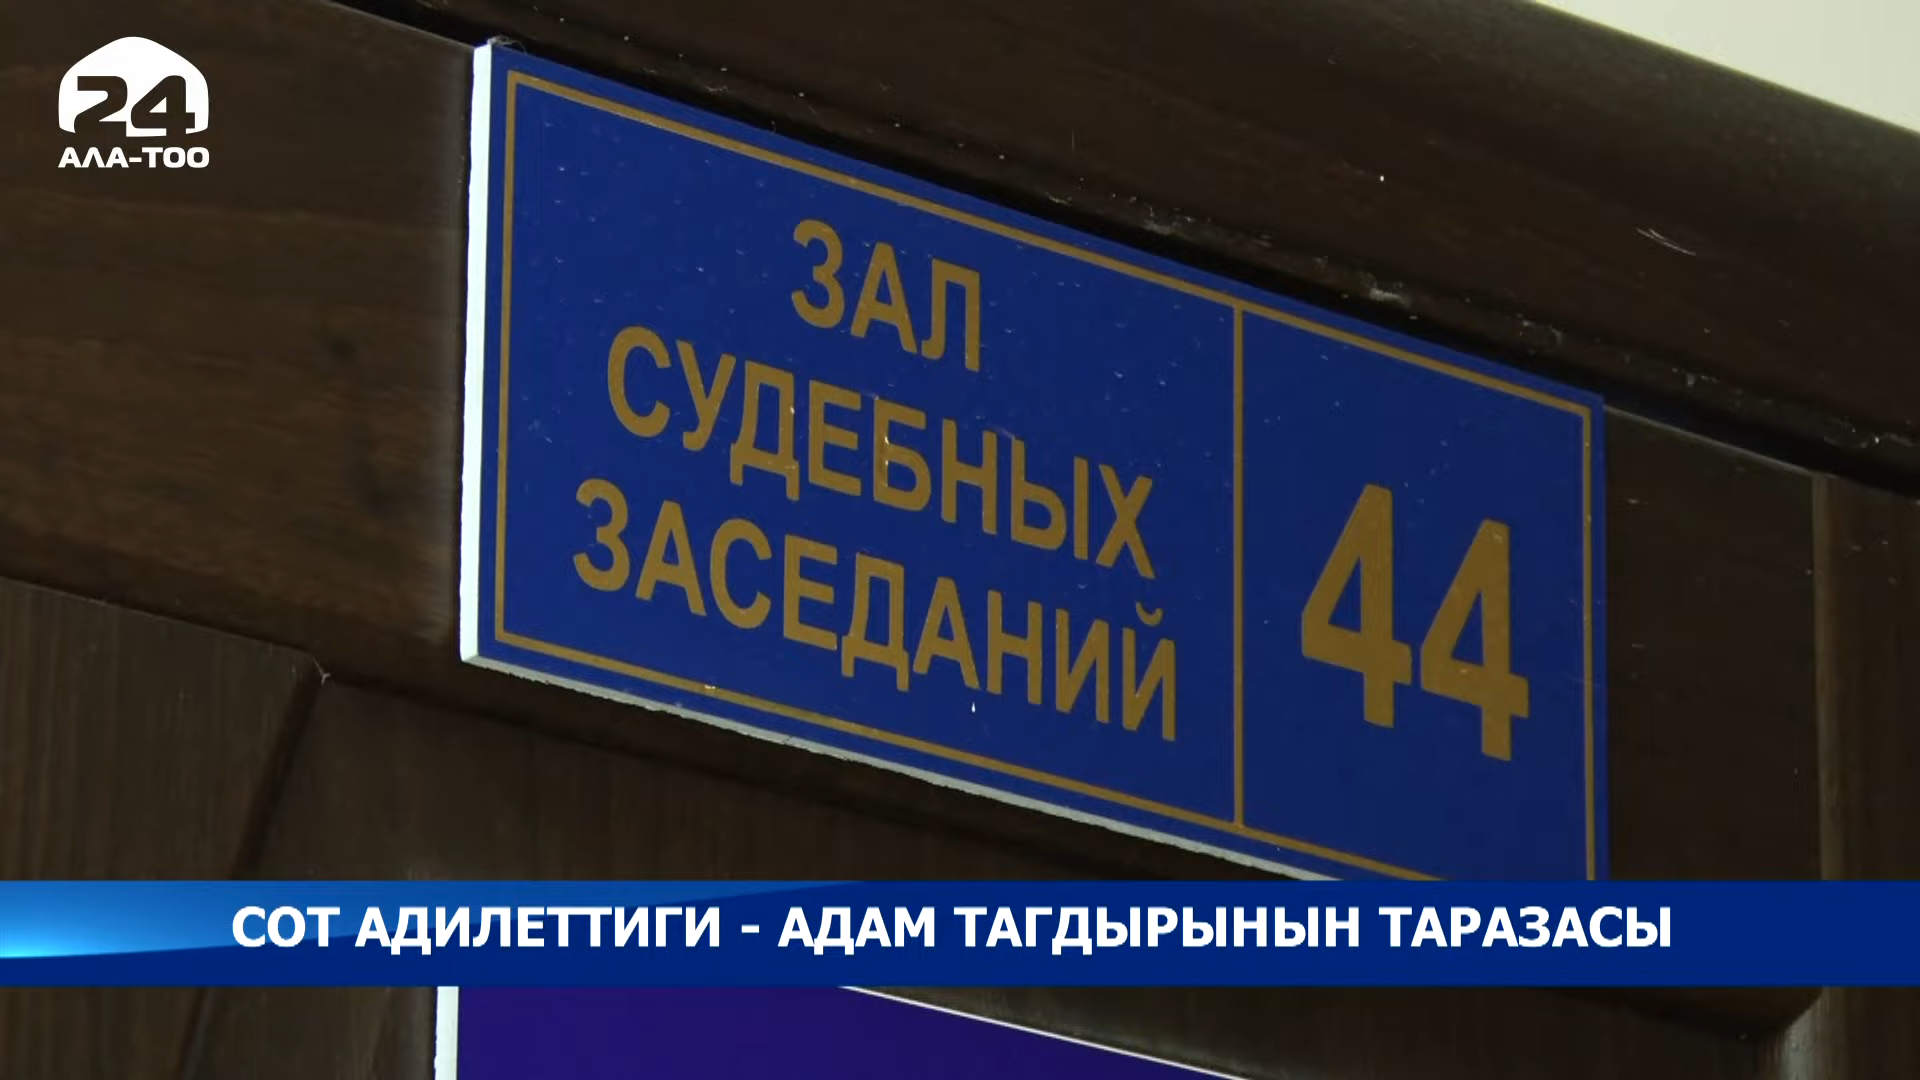 24
АЛА-ТОО
ЗАЛ
СУДЕБНЫХ
ЗАСЕДАНИЙ
44
СОТ АДИЛЕТТИГИ - АДАМ ТАГДЫРЫНЫН ТАРАЗАСЫ